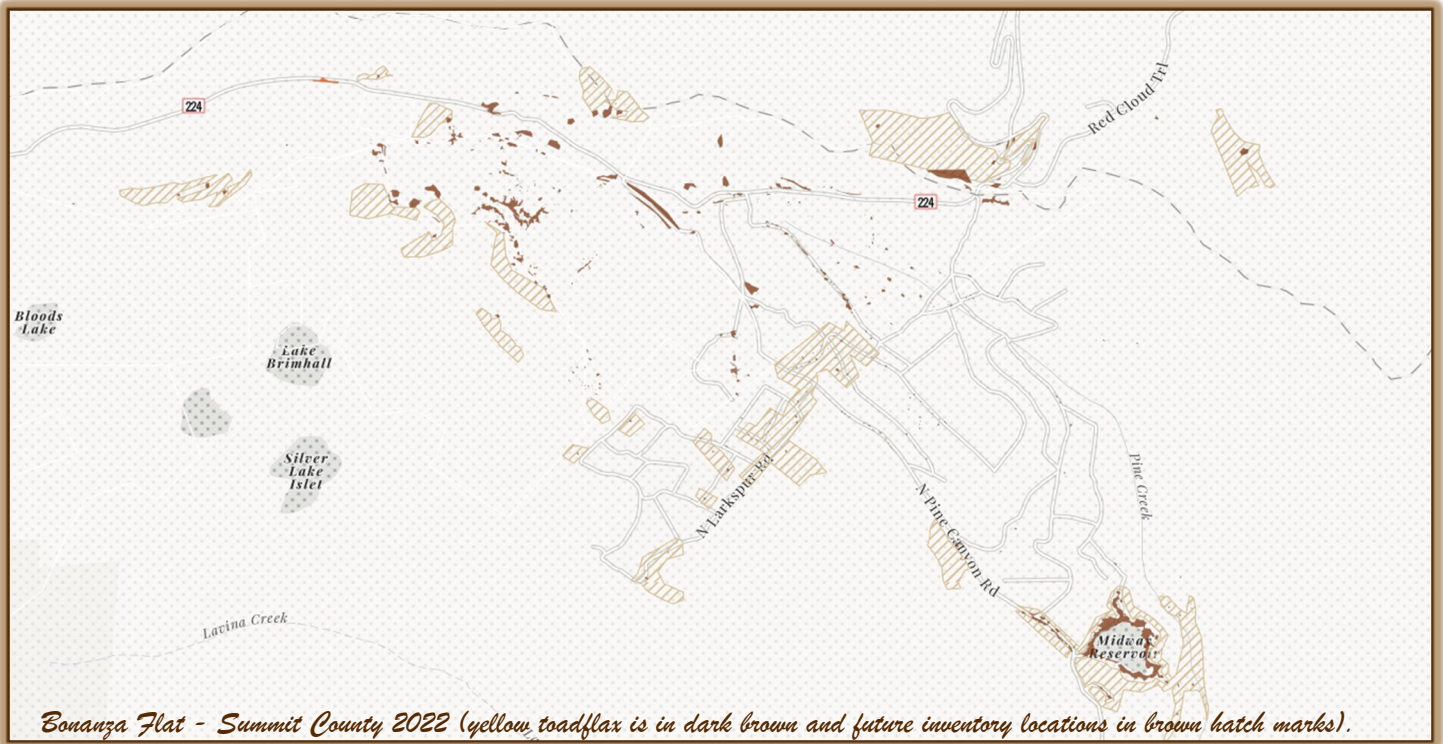 224
Red Cloud Trl
224
Bloods
Lake
Lake
Brimhall
Silver
Lake
Islet
N Larkspur Rd
N Pine Canyon Rd
Pine Creek
Lavina Creek
Midway
Reservoir
Bonanza Flat - Summit County 2022 (yellow toadflax is in dark brown and future inventory locations in brown hatch marks).